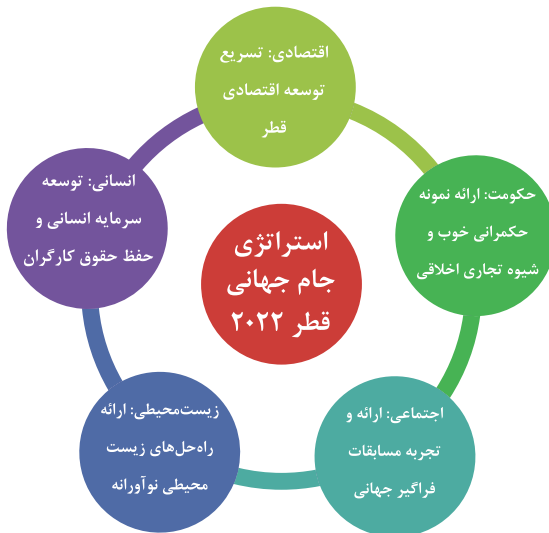 اقتصادی: تسریع
توسعه اقتصادی
قطر
حکومت: ارائه نمونه
حکمرانی خوب و
شیوه تجاری اخلاقی
اجتماعی: ارائه و
تجربه مسابقات
فراگیر جهانی
زیست‌محیطی: ارائه
راه‌حل‌های زیست
محیطی نوآورانه
انسانی: توسعه
سرمایه انسانی و
حفظ حقوق کارگران
استراتژی
جام جهانی
قطر ۲۰۲۲